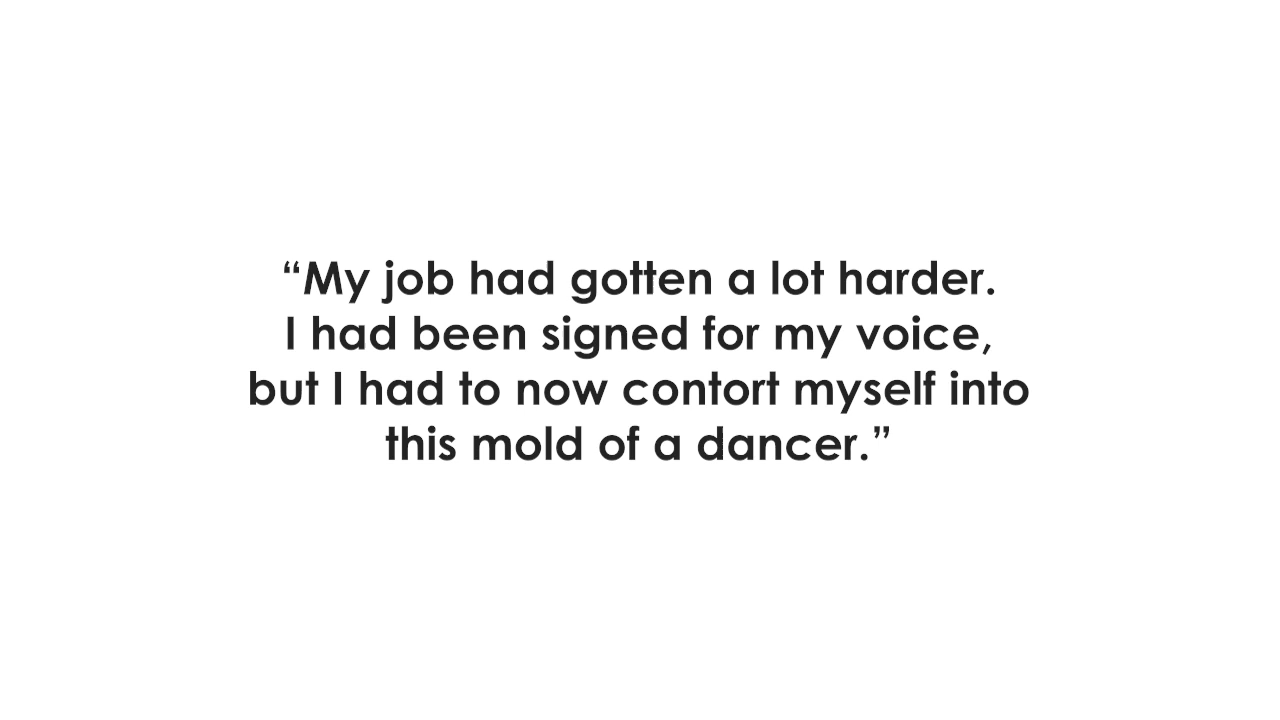 “My job had gotten a lot harder.
I had been signed for my voice,
but I had to now contort myself into
this mold of a dancer.”